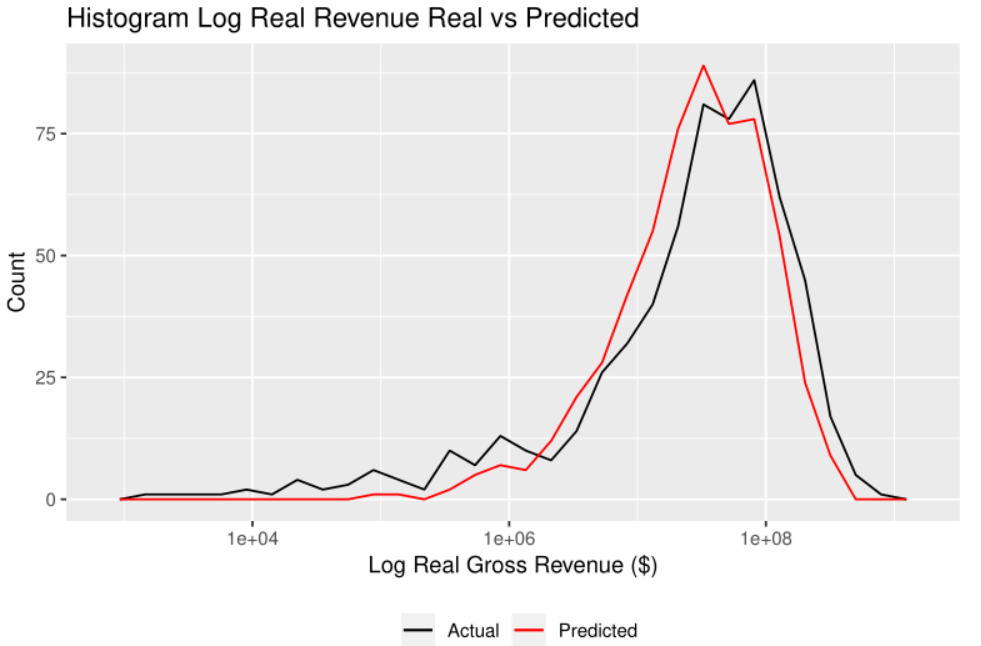 Histogram Log Real Revenue Real vs Predicted
Count
75
50
25
0
1e+04 1e+06 1e+08
Log Real Gross Revenue ($)
Actual Predicted